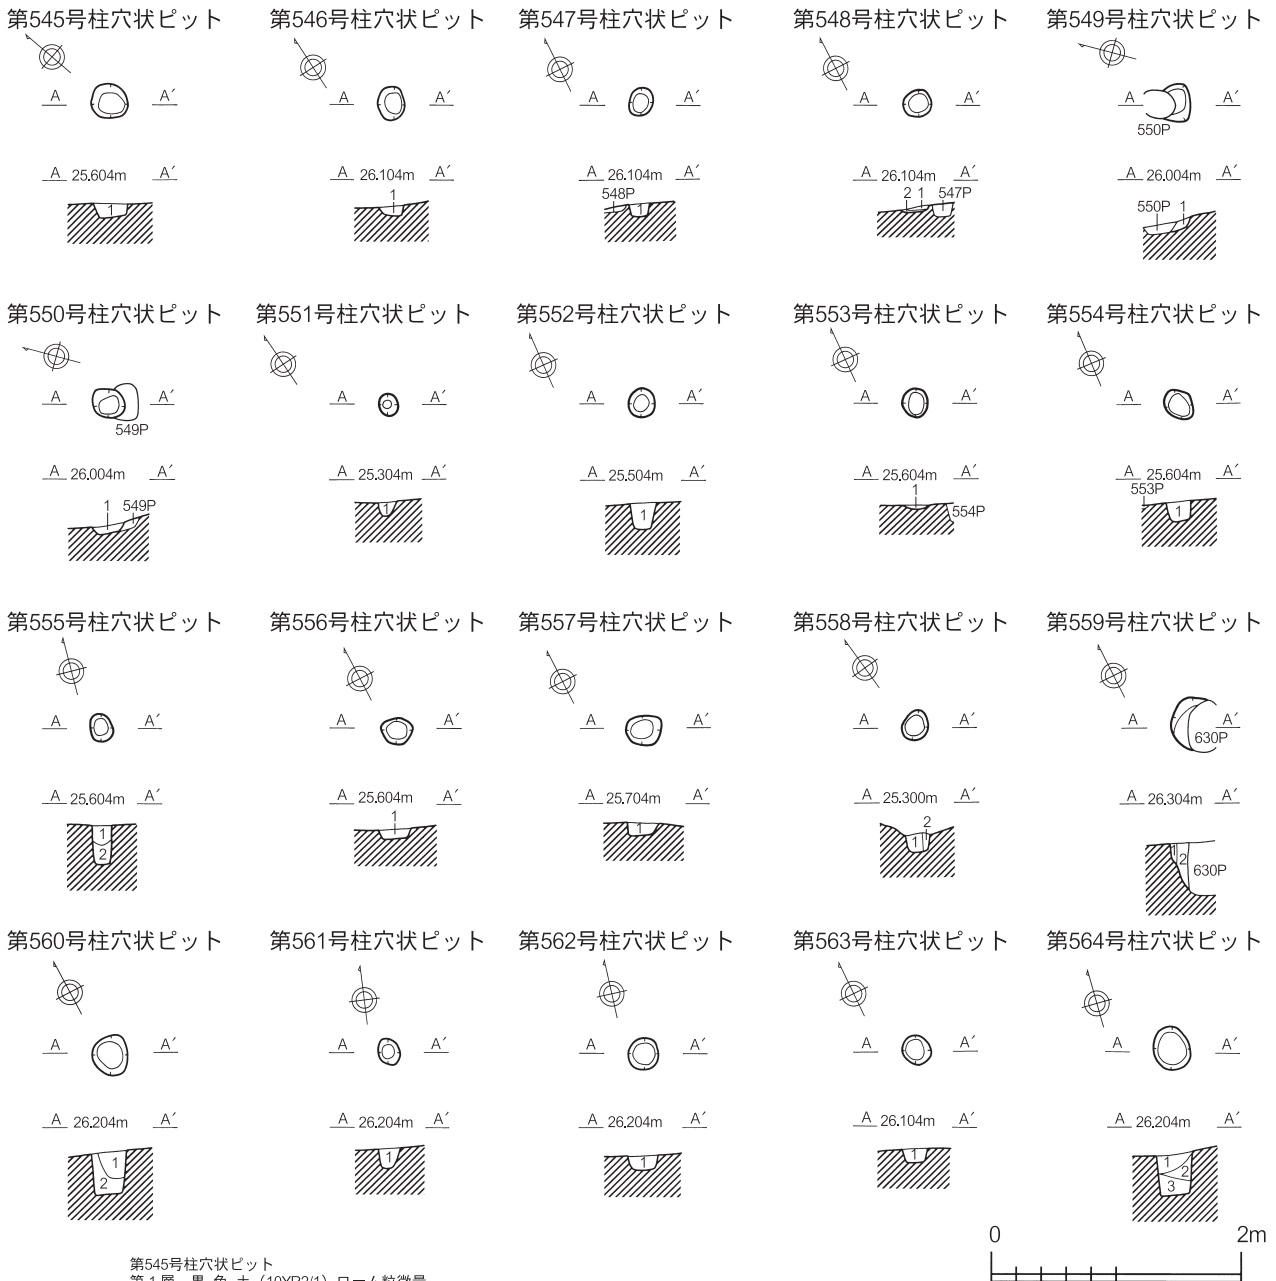 第545号柱穴状ピット 第546号柱穴状ピット 第547号柱穴状ピット 第548号柱穴状ピット 第549号柱穴状ピット
A A′ A A′ A A′ A A′ A A′
550P
A 25.604m A′ A 26.104m A′ A 26.104m A′ A 26.104m A′ A 26.004m A′
1 1 548P 1 2 1 547P 550P 1
第550号柱穴状ピット 第551号柱穴状ピット 第552号柱穴状ピット 第553号柱穴状ピット 第554号柱穴状ピット
A A′ A A′ A A′ A A′ A A′
549P
A 26.004m A′ A 25.304m A′ A 25.504m A′ A 25.604m A′ A 25.604m A′
1 549P 1 1 1 554P 553P 1
第555号柱穴状ピット 第556号柱穴状ピット 第557号柱穴状ピット 第558号柱穴状ピット 第559号柱穴状ピット
A A′ A A′ A A′ A A′ A A′
630P
A 25.604m A′ A 25.604m A′ A 25.704m A′ A 25.300m A′ A 26.304m A′
1 2 1 1 1 2 1 2 630P
第560号柱穴状ピット 第561号柱穴状ピット 第562号柱穴状ピット 第563号柱穴状ピット 第564号柱穴状ピット
A A′ A A′ A A′ A A′ A A′
A 26.204m A′ A 26.204m A′ A 26.204m A′ A 26.104m A′ A 26.204m A′
1 2 1 1 1 1 2 3
0 2m
第545号柱穴状ピット
第1層 黒色土（10YR2/1）ローム粒微量